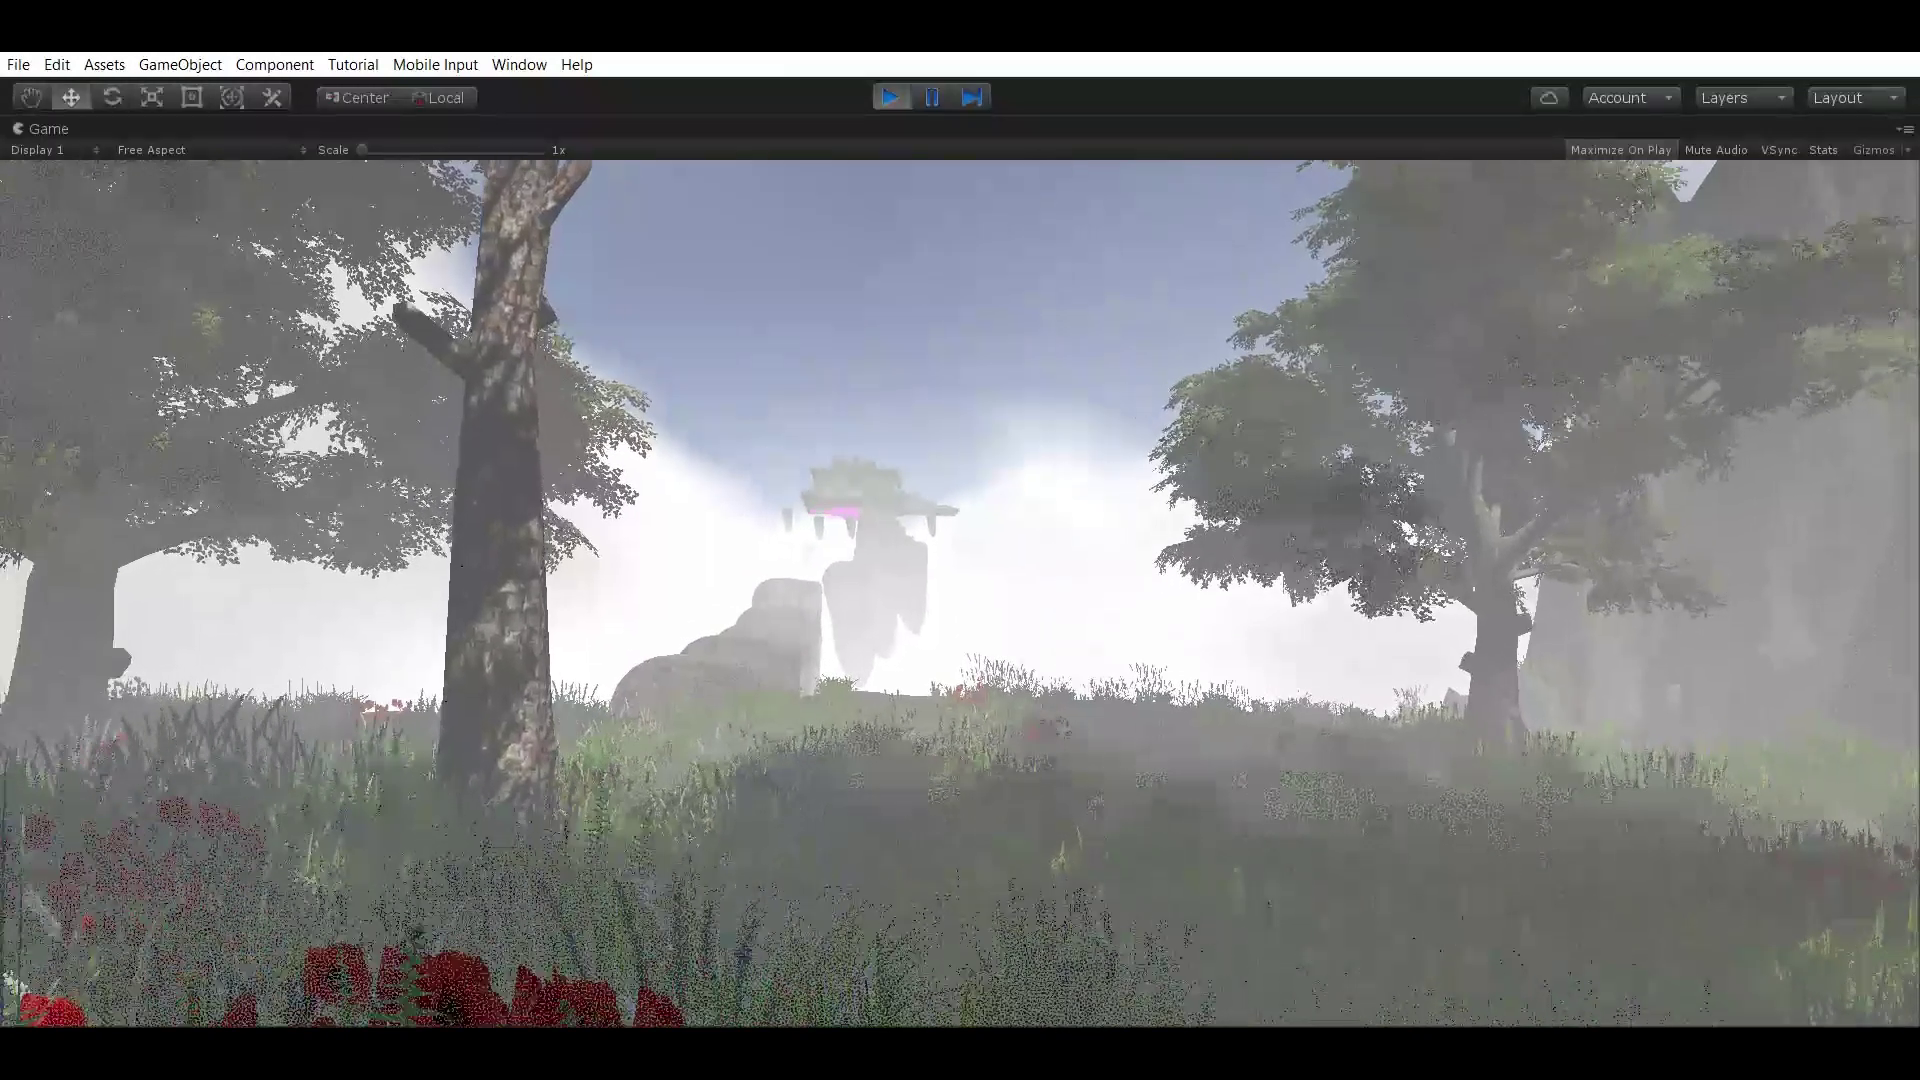 File Edit Assets GameObject Component Tutorial Mobile Input Window Help
Center Local Account Layers Layout
Game
Display 1 Free Aspect Scale 1x Maximize On Play Mute Audio VSync Stats Gizmos